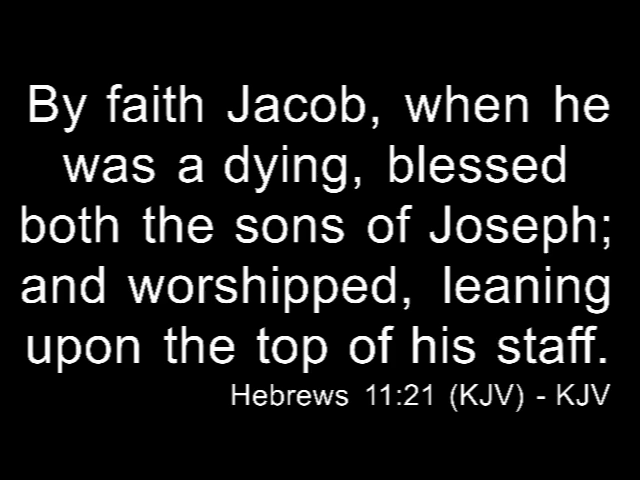 By faith Jacob, when he
was a dying, blessed
both the sons of Joseph;
and worshipped, leaning
upon the top of his staff.
Hebrews 11:21 (KJV) - KJV